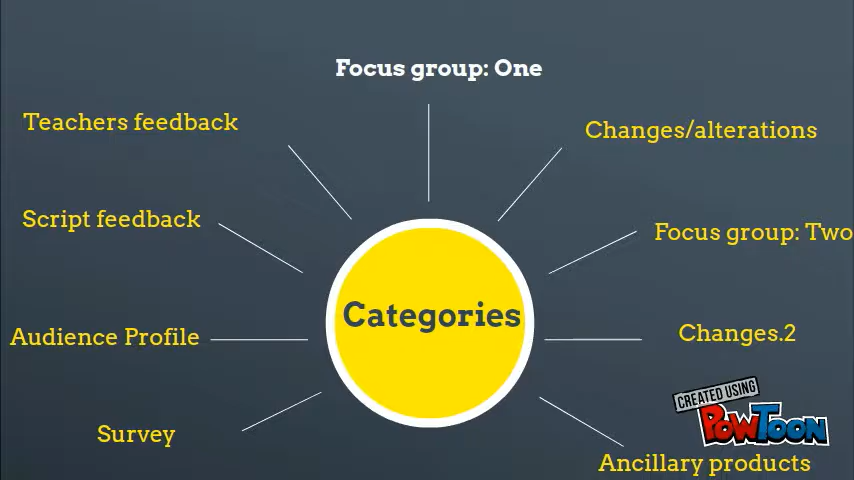 Focus group: One
Teachers feedback
Changes/alterations
Script feedback
Focus group: Two
Categories
Audience Profile
Changes.2
Survey
Ancillary products
CREATED USING
POWTOON